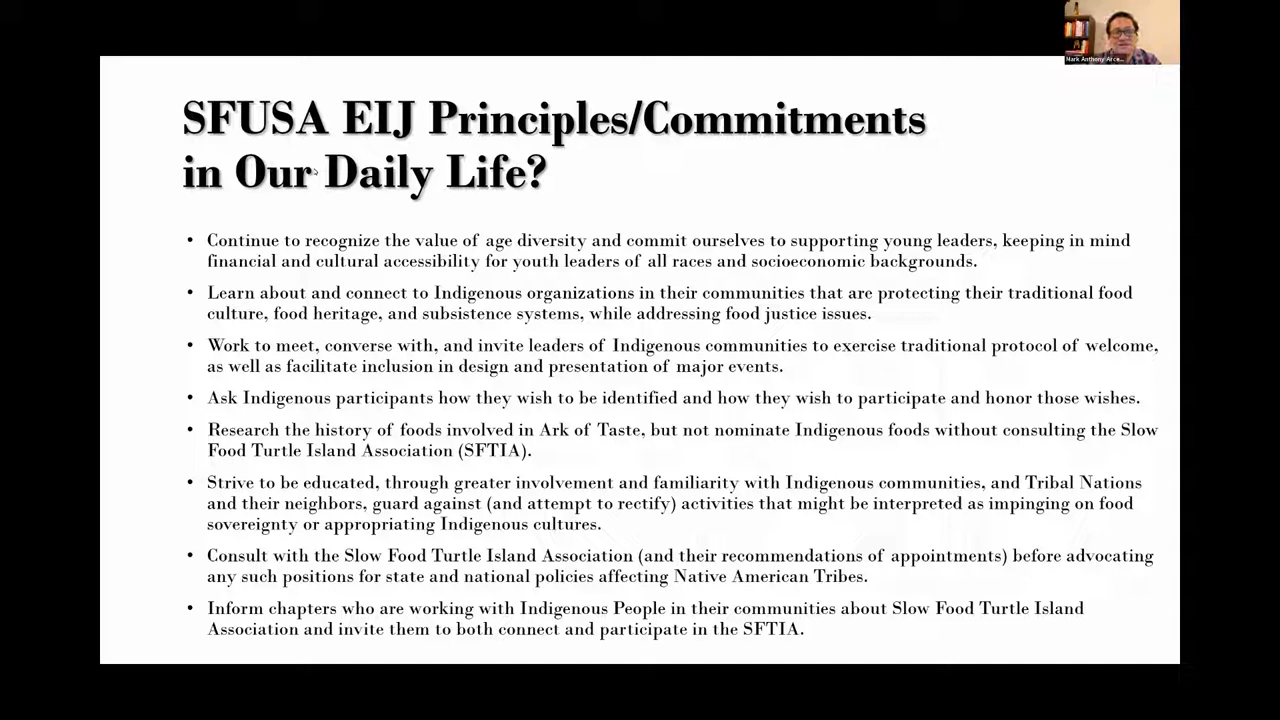 Mark Anthony Arce...
SFUSA EIJ Principles/Commitments
in Our Daily Life?
• Continue to recognize the value of age diversity and commit ourselves to supporting young leaders, keeping in mind
financial and cultural accessibility for youth leaders of all races and socioeconomic backgrounds.
• Learn about and connect to Indigenous organizations in their communities that are protecting their traditional food
culture, food heritage, and subsistence systems, while addressing food justice issues.
• Work to meet, converse with, and invite leaders of Indigenous communities to exercise traditional protocol of welcome,
as well as facilitate inclusion in design and presentation of major events.
• Ask Indigenous participants how they wish to be identified and how they wish to participate and honor those wishes.
• Research the history of foods involved in Ark of Taste, but not nominate Indigenous foods without consulting the Slow
Food Turtle Island Association (SFTIA).
• Strive to be educated, through greater involvement and familiarity with Indigenous communities, and Tribal Nations
and their neighbors, guard against (and attempt to rectify) activities that might be interpreted as impinging on food
sovereignty or appropriating Indigenous cultures.
• Consult with the Slow Food Turtle Island Association (and their recommendations of appointments) before advocating
any such positions for state and national policies affecting Native American Tribes.
• Inform chapters who are working with Indigenous People in their communities about Slow Food Turtle Island
Association and invite them to both connect and participate in the SFTIA.